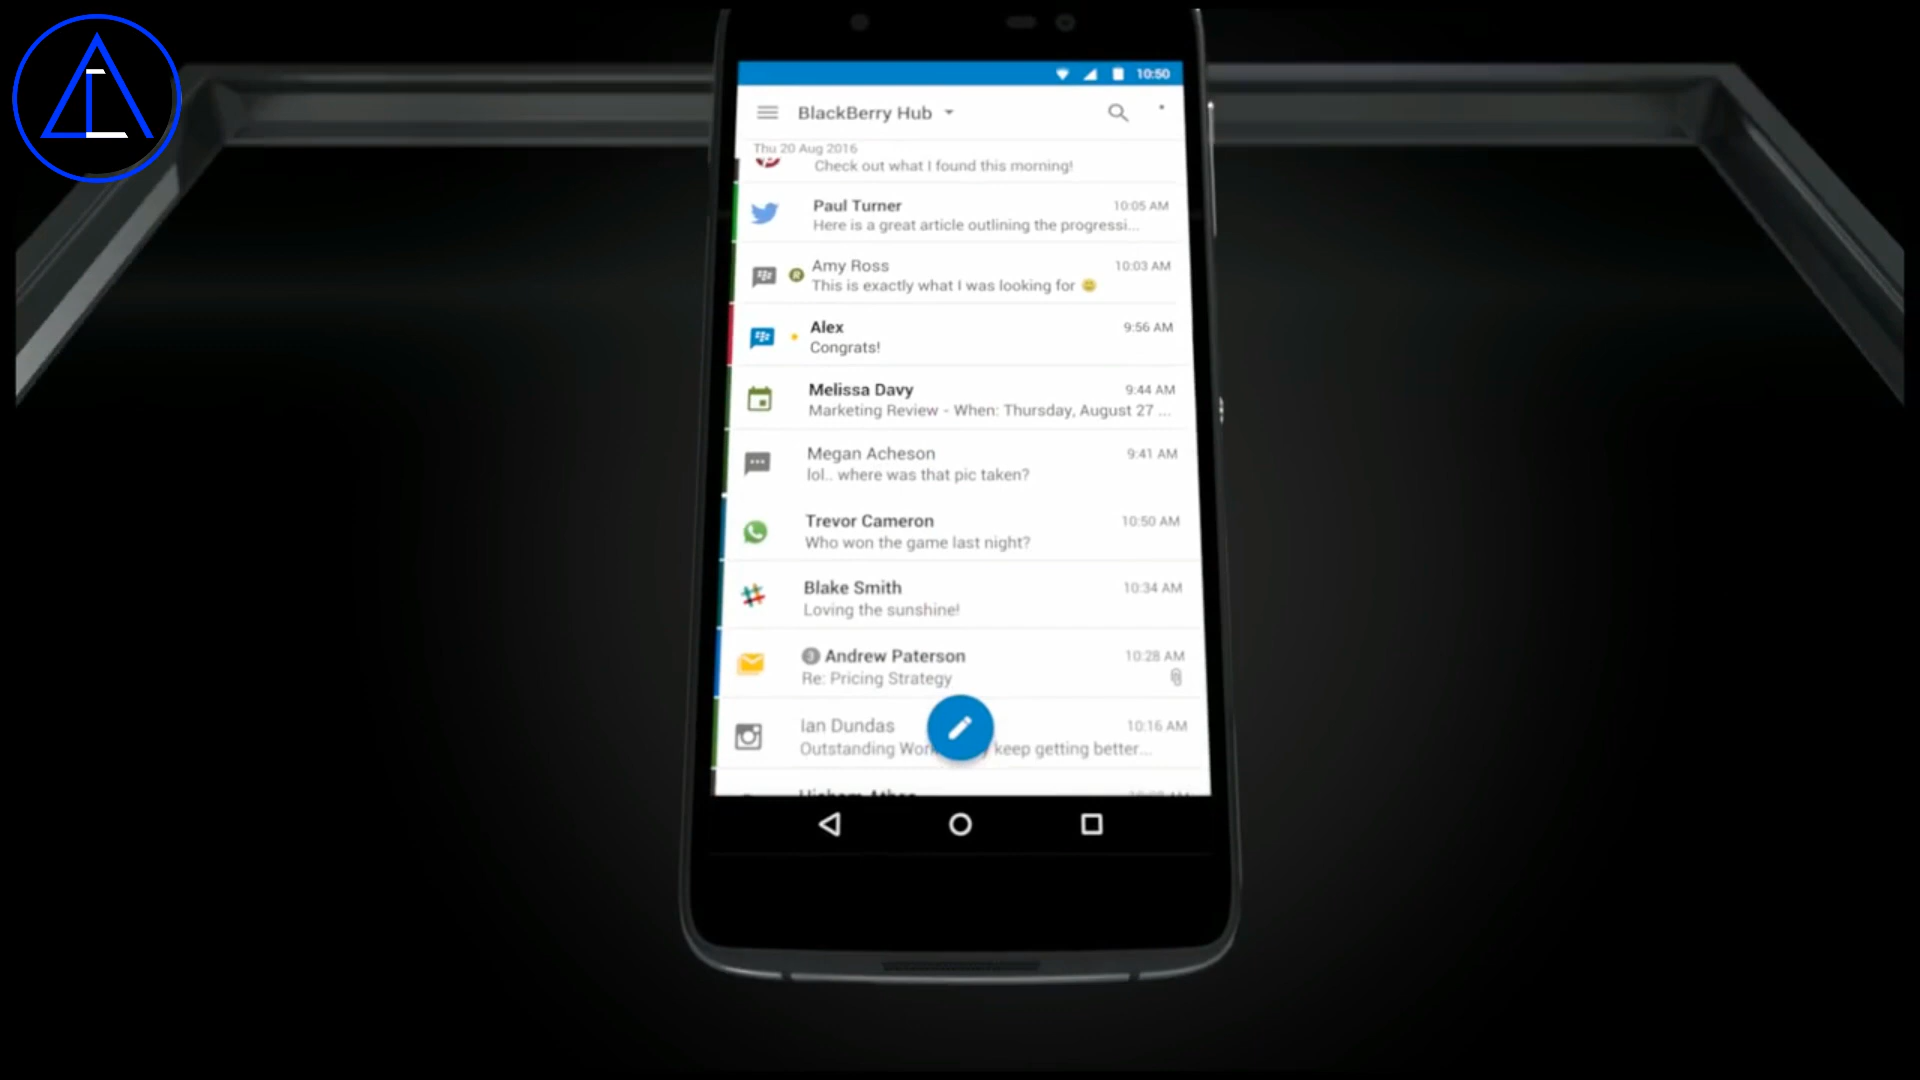 10:50
BlackBerry Hub
Thu 20 Aug 2016
Check out what I found this morning!
Paul Turner 10:05 AM
Here is a great article outlining the progressi...
Amy Ross 10:03 AM
This is exactly what I was looking for
Alex 9:56 AM
Congrats!
Melissa Davy 9:44 AM
Marketing Review - When: Thursday, August 27 ...
Megan Acheson 9:41 AM
lol.. where was that pic taken?
Trevor Cameron 10:50 AM
Who won the game last night?
Blake Smith 10:34 AM
Loving the sunshine!
3 Andrew Paterson 10:28 AM
Re: Pricing Strategy
Ian Dundas 10:16 AM
Outstanding keep getting better...